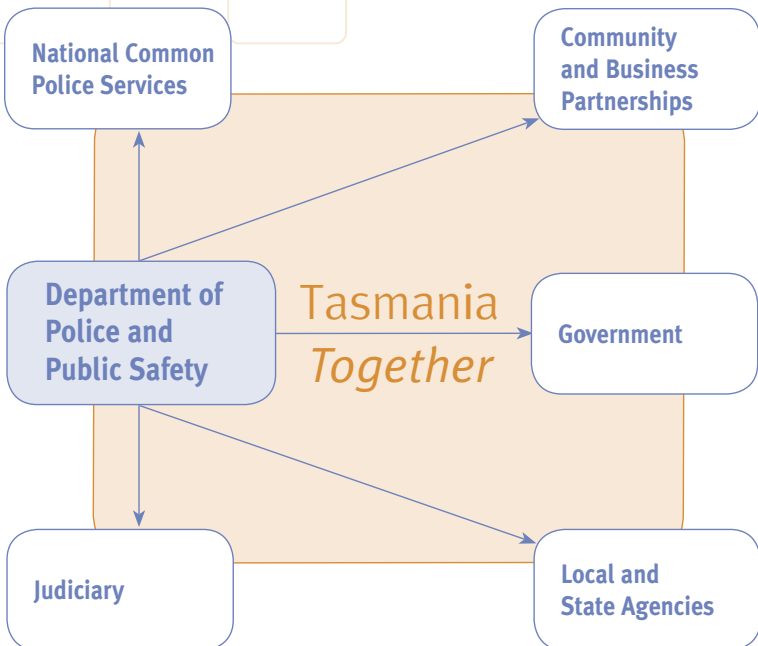 National Common
Police Services
Community
and Business
Partnerships
Department of
Police and
Public Safety
Tasmania
Together
Government
Judiciary
Local and
State Agencies